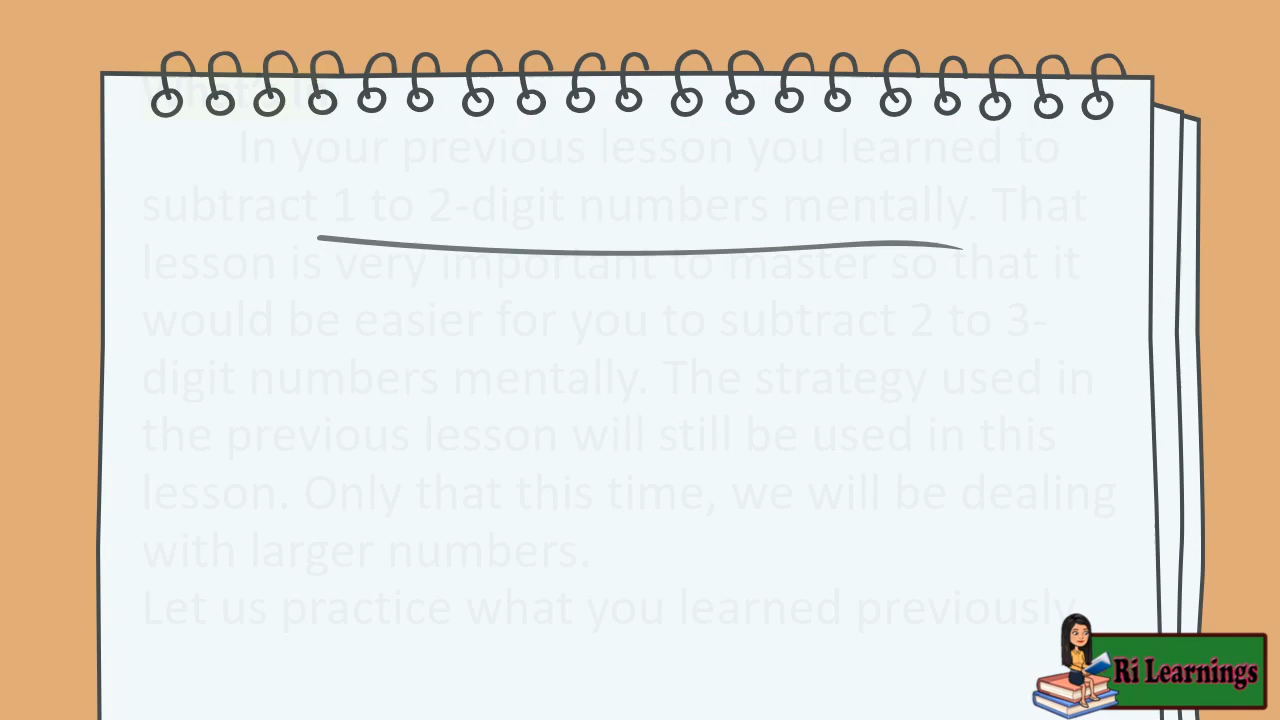 In your previous lesson you learned to
subtract 1 to 2-digit numbers mentally. That
lesson is very important to master so that it
would be easier for you to subtract 2 to 3-
digit numbers mentally. The strategy used in
the previous lesson will still be used in this
lesson. Only that this time, we will be dealing
with larger numbers.
Let us practice what you learned previously.
Ri Learnings